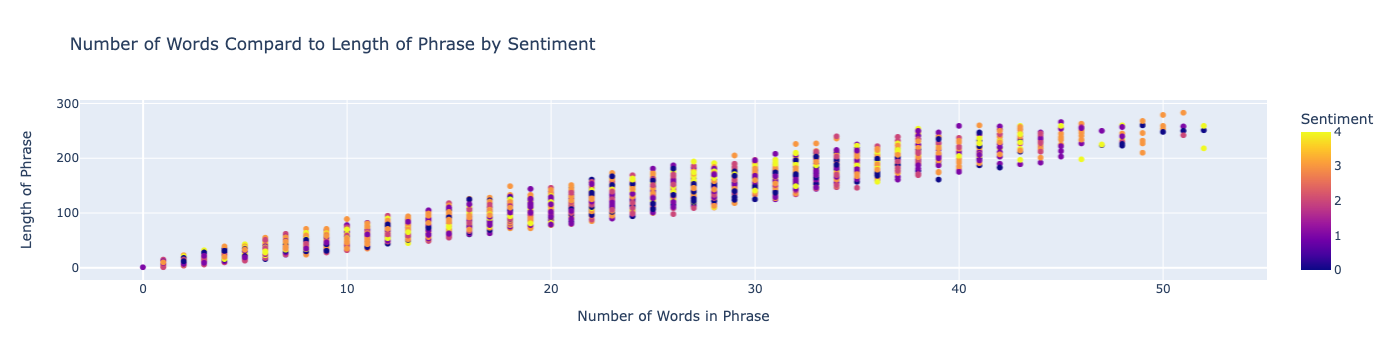 Number of Words Compard to Length of Phrase by Sentiment
Length of Phrase
300
200
100
0
0 10 20 30 40 50
Number of Words in Phrase
Sentiment
4
3
2
1
0